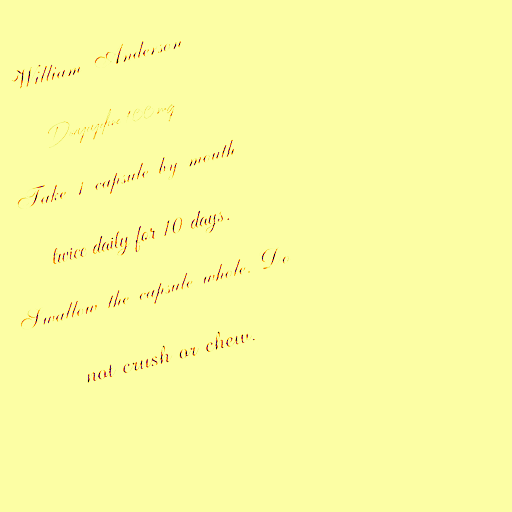 William Anderson
100 mg
Take 1 capsule by mouth
twice daily for 10 days.
Swallow the capsule whole. Do
not crush or chew.